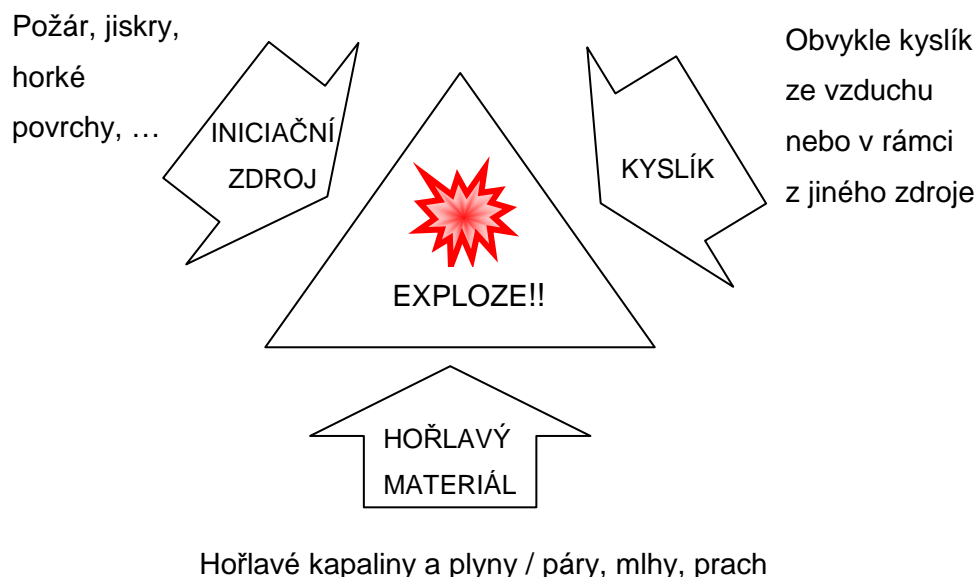 Požár, jiskry,
horké
povrchy, …
INICIAČNÍ
ZDROJ
Obvykle kyslík
ze vzduchu
nebo v rámci
z jiného zdroje
KYSLÍK
EXPLOZE!!
HOŘLAVÝ
MATERIÁL
Hořlavé kapaliny a plyny / páry, mlhy, prach